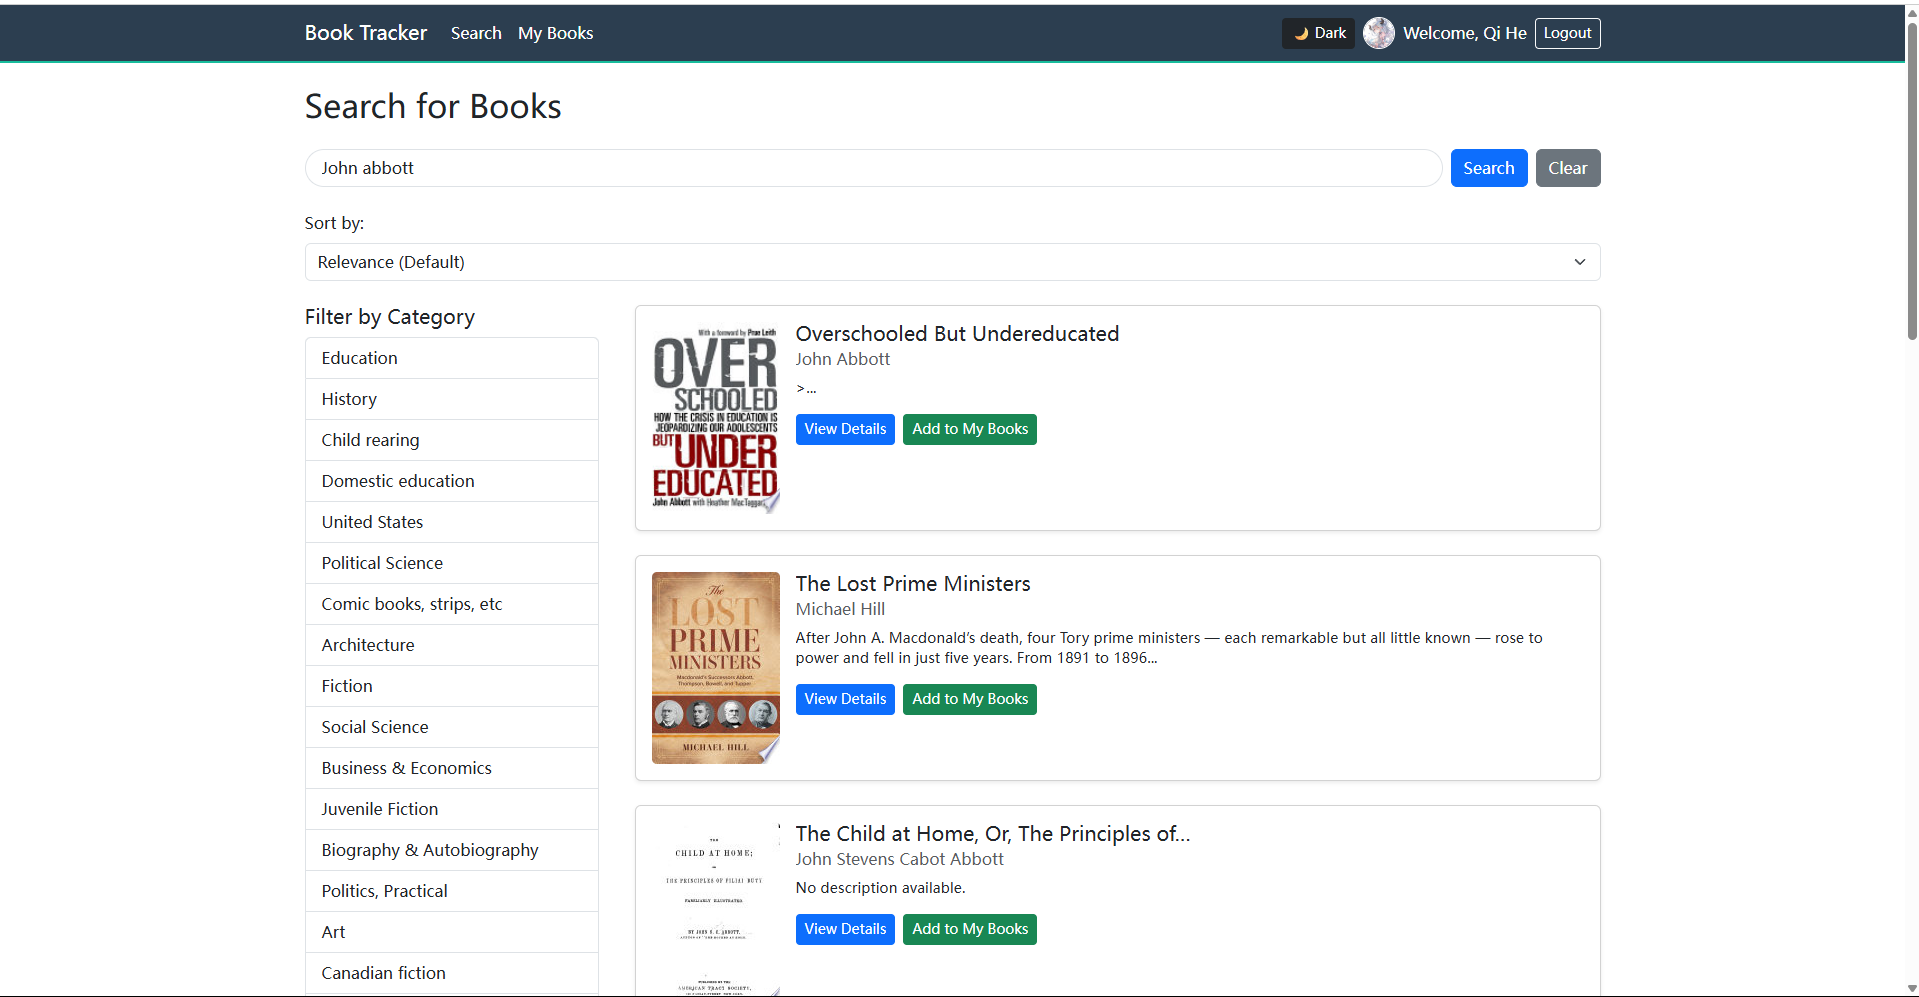 Book Tracker Search My Books Dark Welcome, Qi He Logout
Search for Books
John abbott Search Clear
Sort by:
Relevance (Default)
Filter by Category
Education
History
Child rearing
Domestic education
United States
Political Science
Comic books, strips, etc
Architecture
Fiction
Social Science
Business & Economics
Juvenile Fiction
Biography & Autobiography
Politics, Practical
Art
Canadian fiction
With a foreword by Prue Leith
OVER
SCHOOLED
HOW THE CRISIS IN EDUCATION IS
JEOPARDIZING OUR ADOLESCENTS
BUT UNDER
EDUCATED
John Abbott with Heather MacTaggart
Overschooled But Undereducated
John Abbott
>...
View Details Add to My Books
The
LOST
PRIME
MINISTERS
Macdonald's Successors Abbott,
Thompson, Bowell, and Tupper
MICHAEL HILL
The Lost Prime Ministers
Michael Hill
After John A. Macdonald’s death, four Tory prime ministers — each remarkable but all little known — rose to
power and fell in just five years. From 1891 to 1896...
View Details Add to My Books
THE
CHILD AT HOME;
THE PRINCIPLES OF FILIAL DUTY
FAMILIARLY ILLUSTRATED.
BY JOHN S. C. ABBOTT,
PUBLISHED BY THE
AMERICAN TRACT SOCIETY,
The Child at Home, Or, The Principles of...
John Stevens Cabot Abbott
No description available.
View Details Add to My Books